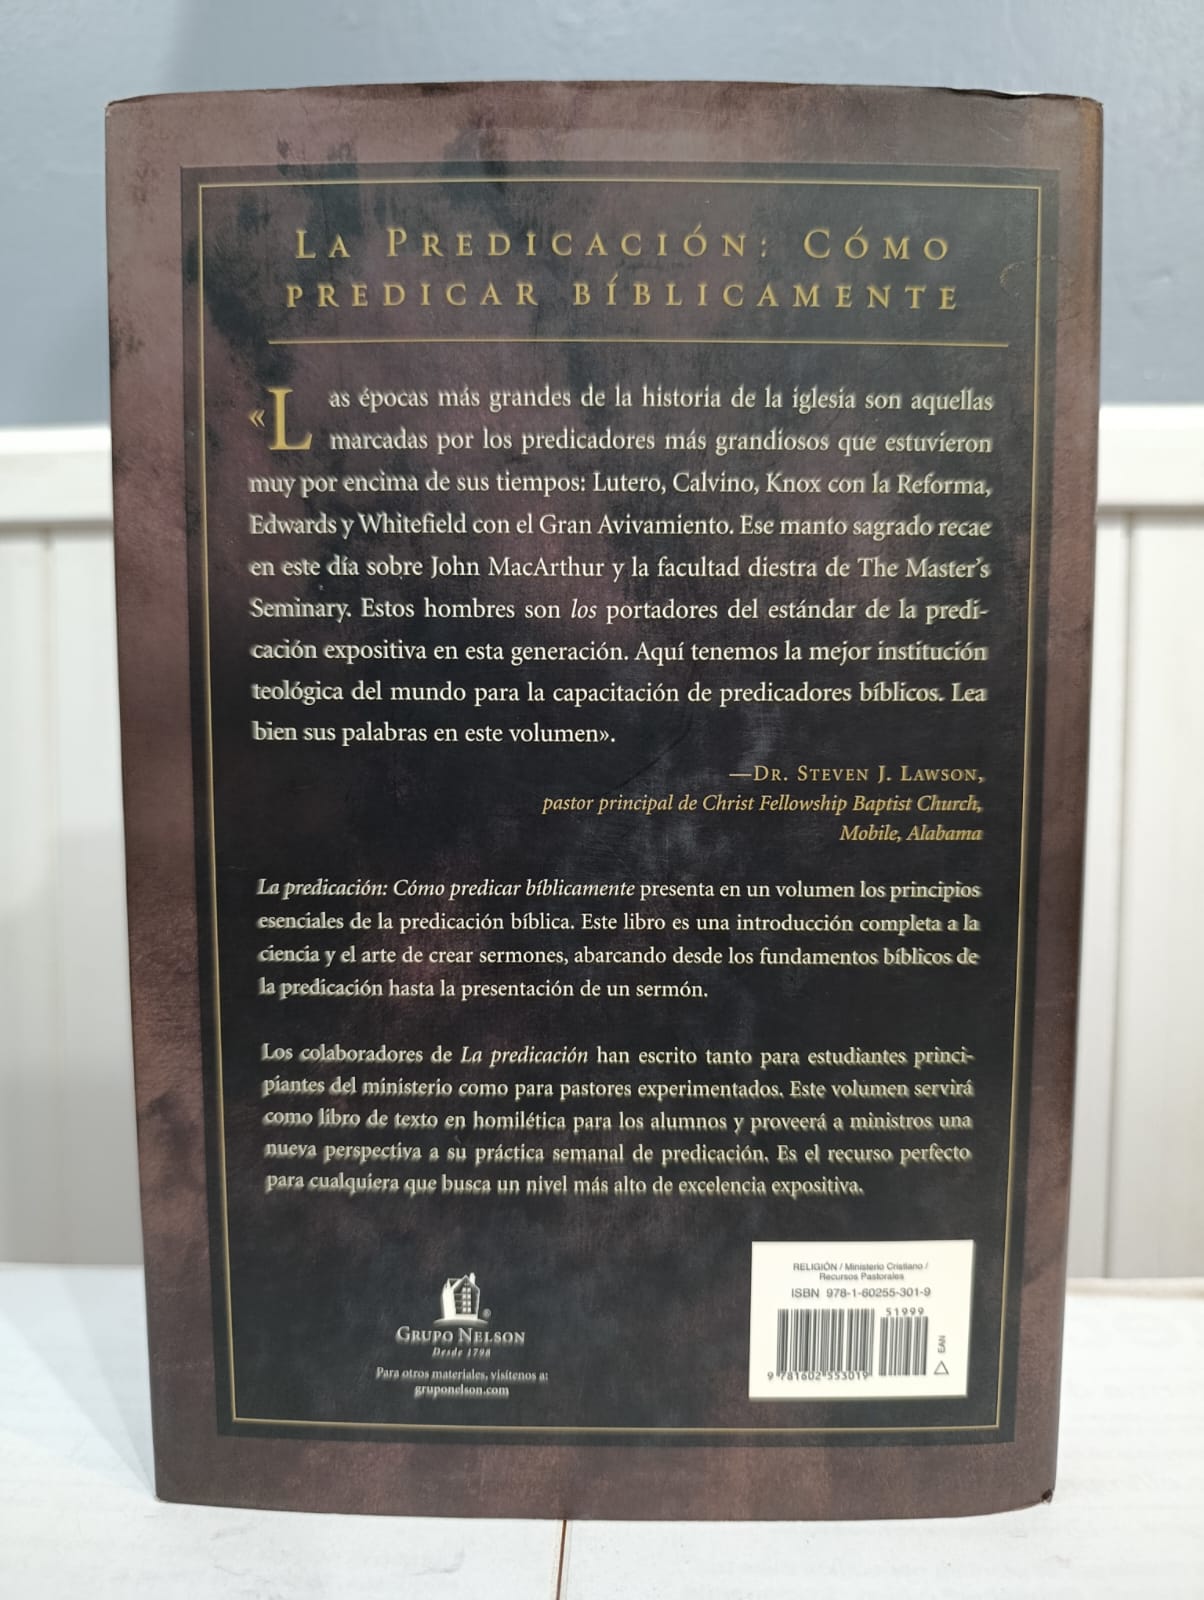 LA PREDICACIÓN: CÓMO
PREDICAR BÍBLICAMENTE
«Las épocas más grandes de la historia de la iglesia son aquellas
marcadas por los predicadores más grandiosos que estuvieron
muy por encima de sus tiempos: Lutero, Calvino, Knox con la Reforma,
Edwards y Whitefield con el Gran Avivamiento. Ese manto sagrado recae
en este día sobre John MacArthur y la facultad diestra de The Master's
Seminary. Estos hombres son los portadores del estándar de la predi-
cación expositiva en esta generación. Aquí tenemos la mejor institución
teológica del mundo para la capacitación de predicadores bíblicos. Lea
bien sus palabras en este volumen».
—DR. STEVEN J. LAWSON,
pastor principal de Christ Fellowship Baptist Church,
Mobile, Alabama
La predicación: Cómo predicar bíblicamente presenta en un volumen los principios
esenciales de la predicación bíblica. Este libro es una introducción completa a la
ciencia y el arte de crear sermones, abarcando desde los fundamentos bíblicos de
la predicación hasta la presentación de un sermón.
Los colaboradores de La predicación han escrito tanto para estudiantes princi-
piantes del ministerio como para pastores experimentados. Este volumen servirá
como libro de texto en homilética para los alumnos y proveerá a ministros una
nueva perspectiva a su práctica semanal de predicación. Es el recurso perfecto
para cualquiera que busca un nivel más alto de excelencia expositiva.
®
GRUPO NELSON
Desde 1798
Para otros materiales, visítenos a:
gruponelson.com
RELIGIÓN / Ministerio Cristiano /
Recursos Pastorales
ISBN 978-1-60255-301-9
51999
EAN
9 781602 553019